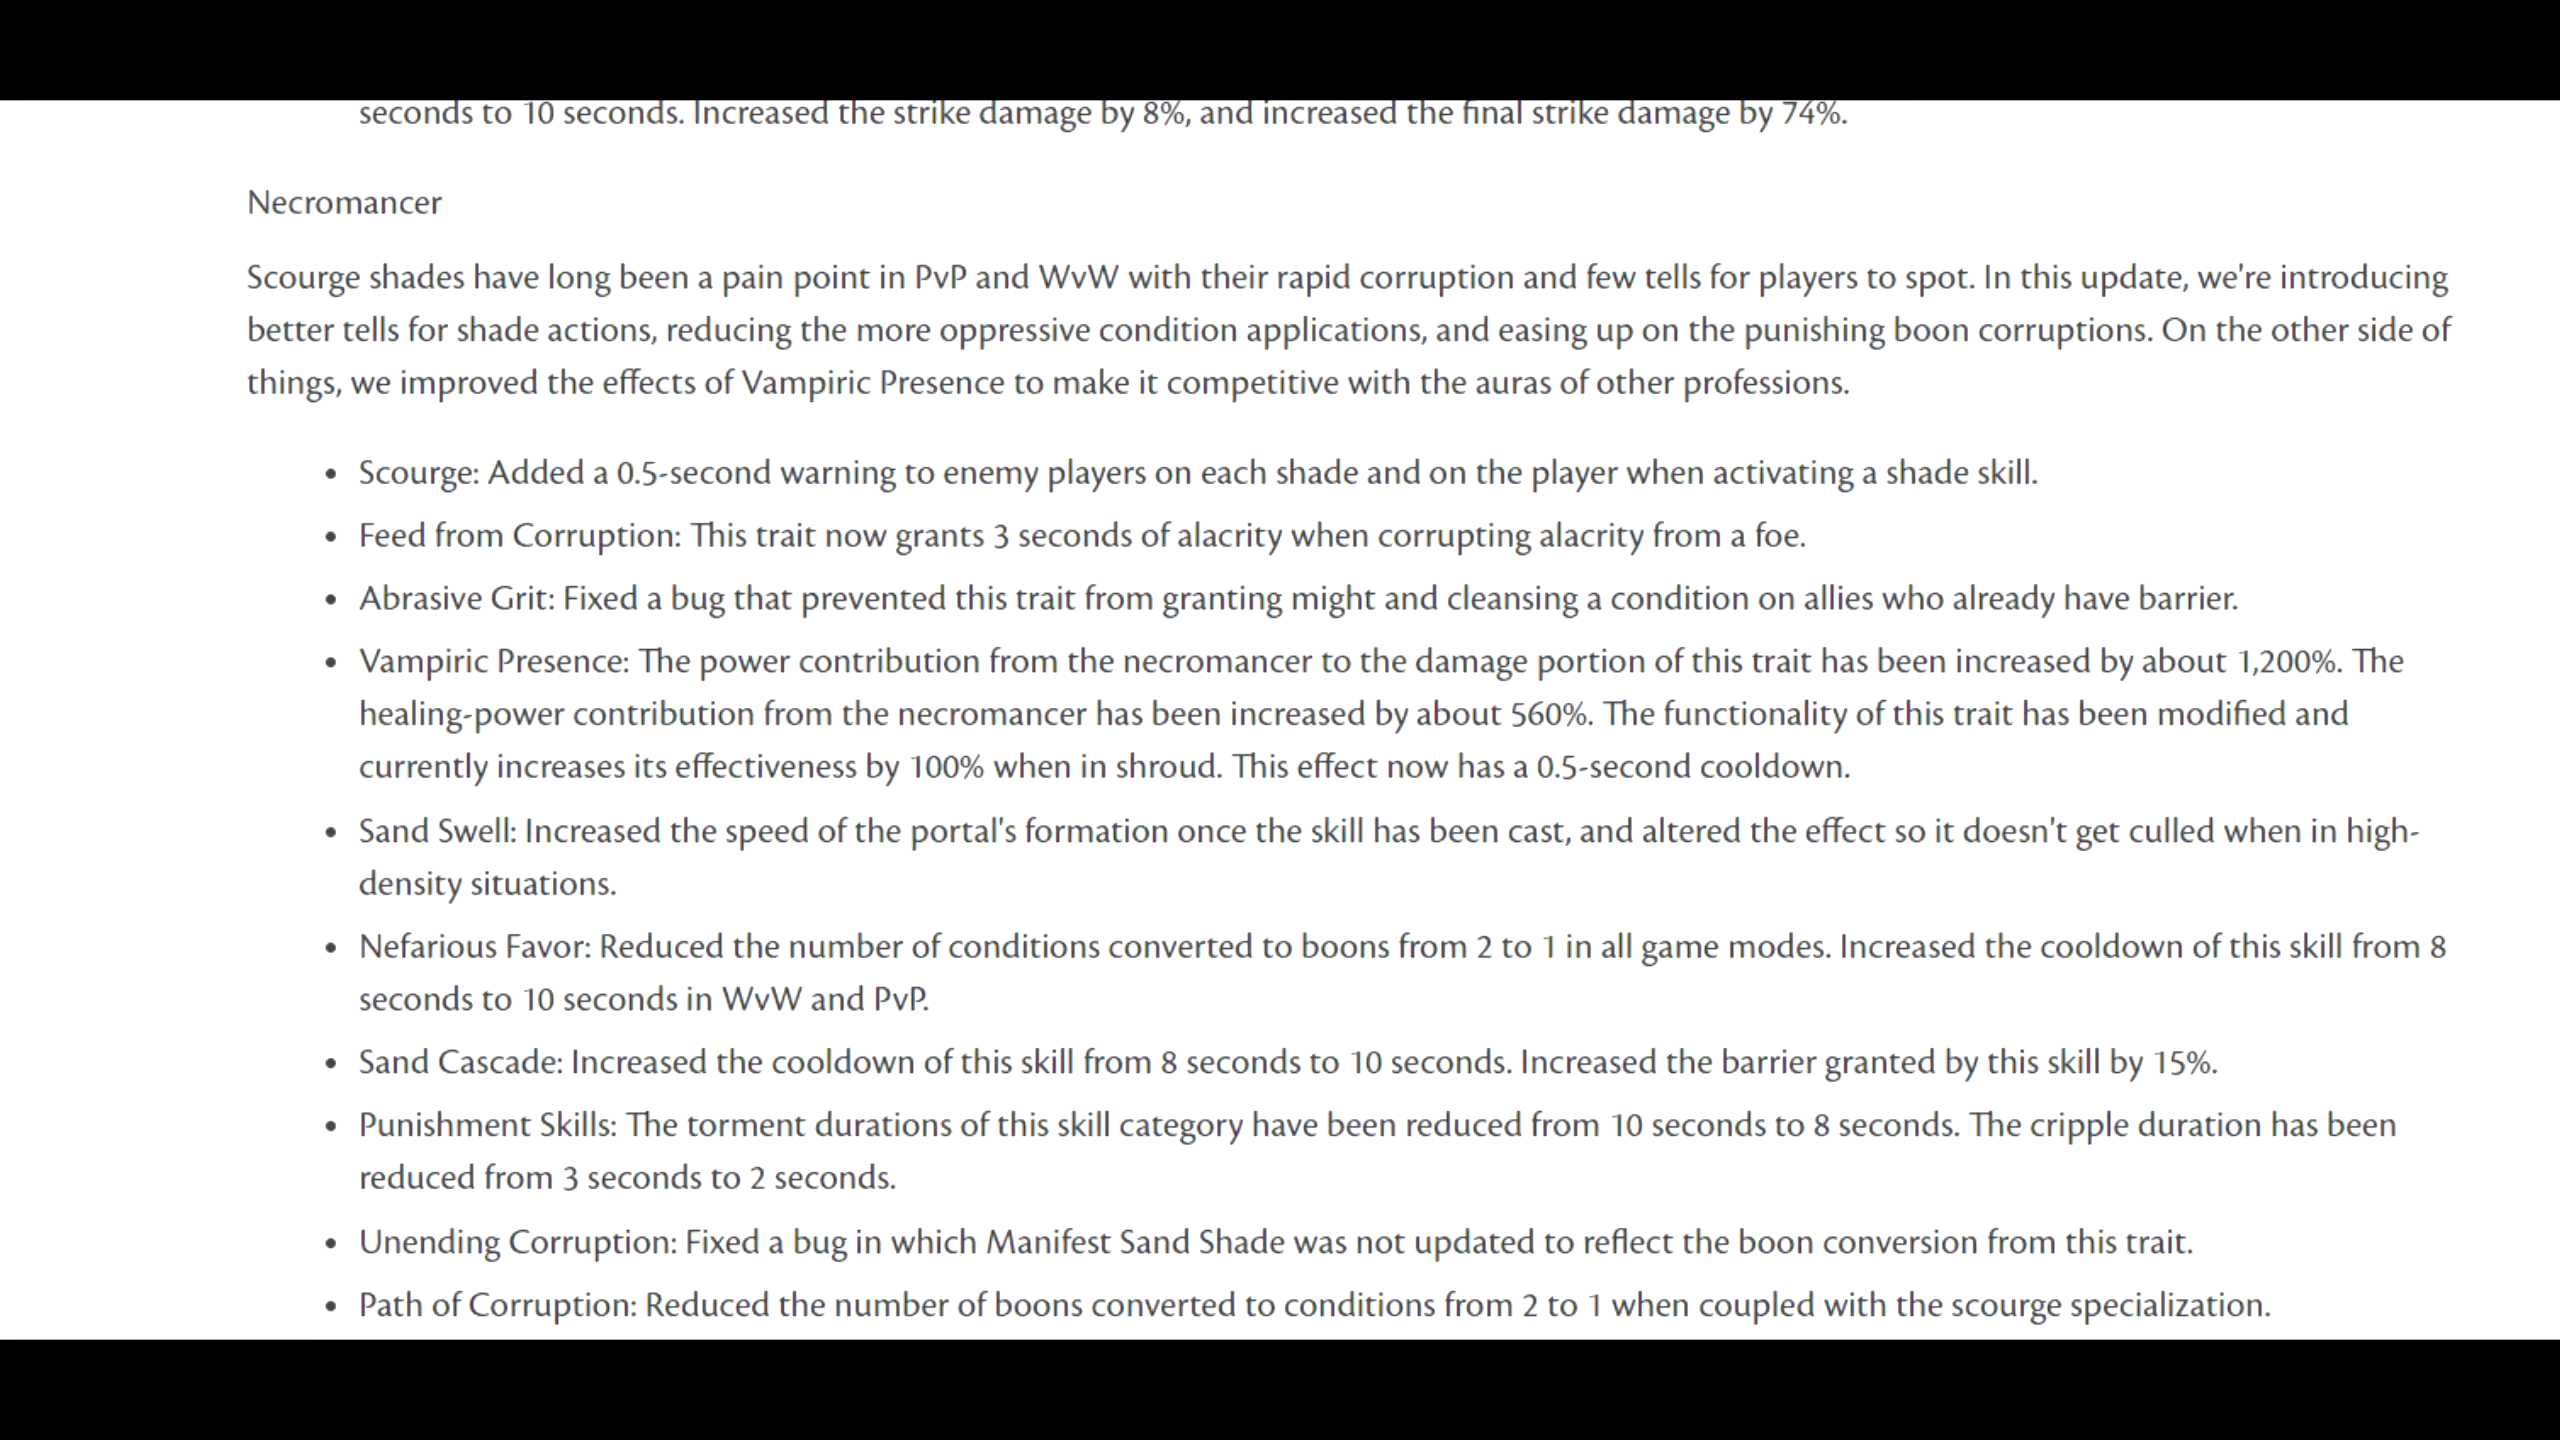 seconds to 10 seconds. Increased the strike damage by 8%, and increased the final strike damage by 74%.
Necromancer
Scourge shades have long been a pain point in PvP and WvW with their rapid corruption and few tells for players to spot. In this update, we're introducing
better tells for shade actions, reducing the more oppressive condition applications, and easing up on the punishing boon corruptions. On the other side of
things, we improved the effects of Vampiric Presence to make it competitive with the auras of other professions.
• Scourge: Added a 0.5-second warning to enemy players on each shade and on the player when activating a shade skill.
• Feed from Corruption: This trait now grants 3 seconds of alacrity when corrupting alacrity from a foe.
• Abrasive Grit: Fixed a bug that prevented this trait from granting might and cleansing a condition on allies who already have barrier.
• Vampiric Presence: The power contribution from the necromancer to the damage portion of this trait has been increased by about 1,200%. The
healing-power contribution from the necromancer has been increased by about 560%. The functionality of this trait has been modified and
currently increases its effectiveness by 100% when in shroud. This effect now has a 0.5-second cooldown.
• Sand Swell: Increased the speed of the portal's formation once the skill has been cast, and altered the effect so it doesn't get culled when in high-
density situations.
• Nefarious Favor: Reduced the number of conditions converted to boons from 2 to 1 in all game modes. Increased the cooldown of this skill from 8
seconds to 10 seconds in WvW and PvP.
• Sand Cascade: Increased the cooldown of this skill from 8 seconds to 10 seconds. Increased the barrier granted by this skill by 15%.
• Punishment Skills: The torment durations of this skill category have been reduced from 10 seconds to 8 seconds. The cripple duration has been
reduced from 3 seconds to 2 seconds.
• Unending Corruption: Fixed a bug in which Manifest Sand Shade was not updated to reflect the boon conversion from this trait.
• Path of Corruption: Reduced the number of boons converted to conditions from 2 to 1 when coupled with the scourge specialization.